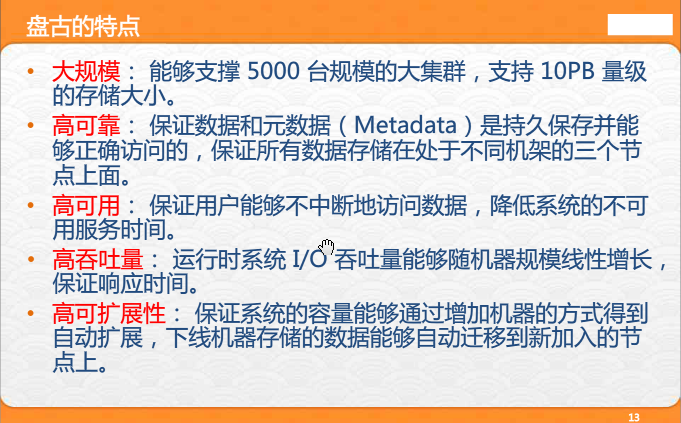 盘古的特点
• 大规模： 能够支撑 5000 台规模的大集群，支持 10PB 量级
的存储大小。
• 高可靠： 保证数据和元数据（Metadata）是持久保存并能
够正确访问的，保证所有数据存储在处于不同机架的三个节
点上面。
• 高可用： 保证用户能够不中断地访问数据，降低系统的不可
用服务时间。
• 高吞吐量： 运行时系统 I/O 吞吐量能够随机器规模线性增长，
保证响应时间。
• 高可扩展性： 保证系统的容量能够通过增加机器的方式得到
自动扩展，下线机器存储的数据能够自动迁移到新加入的节
点上。
13